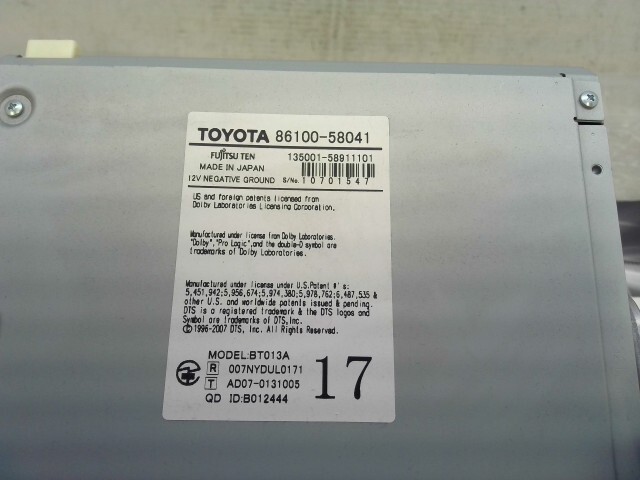 TOYOTA 86100-58041
FUJITSU TEN 135001-58911101
MADE IN JAPAN
12V NEGATIVE GROUND S/No. 10701547
US and foreign patents licensed from
Dolby Laboratories Licensing Corporation.
Manufactured under license from Dolby Laboratories.
"Dolby","Pro Logic",and the double-D symbol are
trademarks of Dolby Laboratories.
Manufactured under license under U.S.Patent #'s:
5,451,942;5,956,674;5,974,380;5,978,762;6,487,535 &
other U.S. and worldwide patents issued & pending.
DTS is a registered trademark & the DTS logos and
Symbol are trademarks of DTS,Inc.
©1996-2007 DTS,Inc. All Rights Reserved.
MODEL:BT013A
R 007NYDUL0171
T AD07-0131005
QD ID:B012444
17